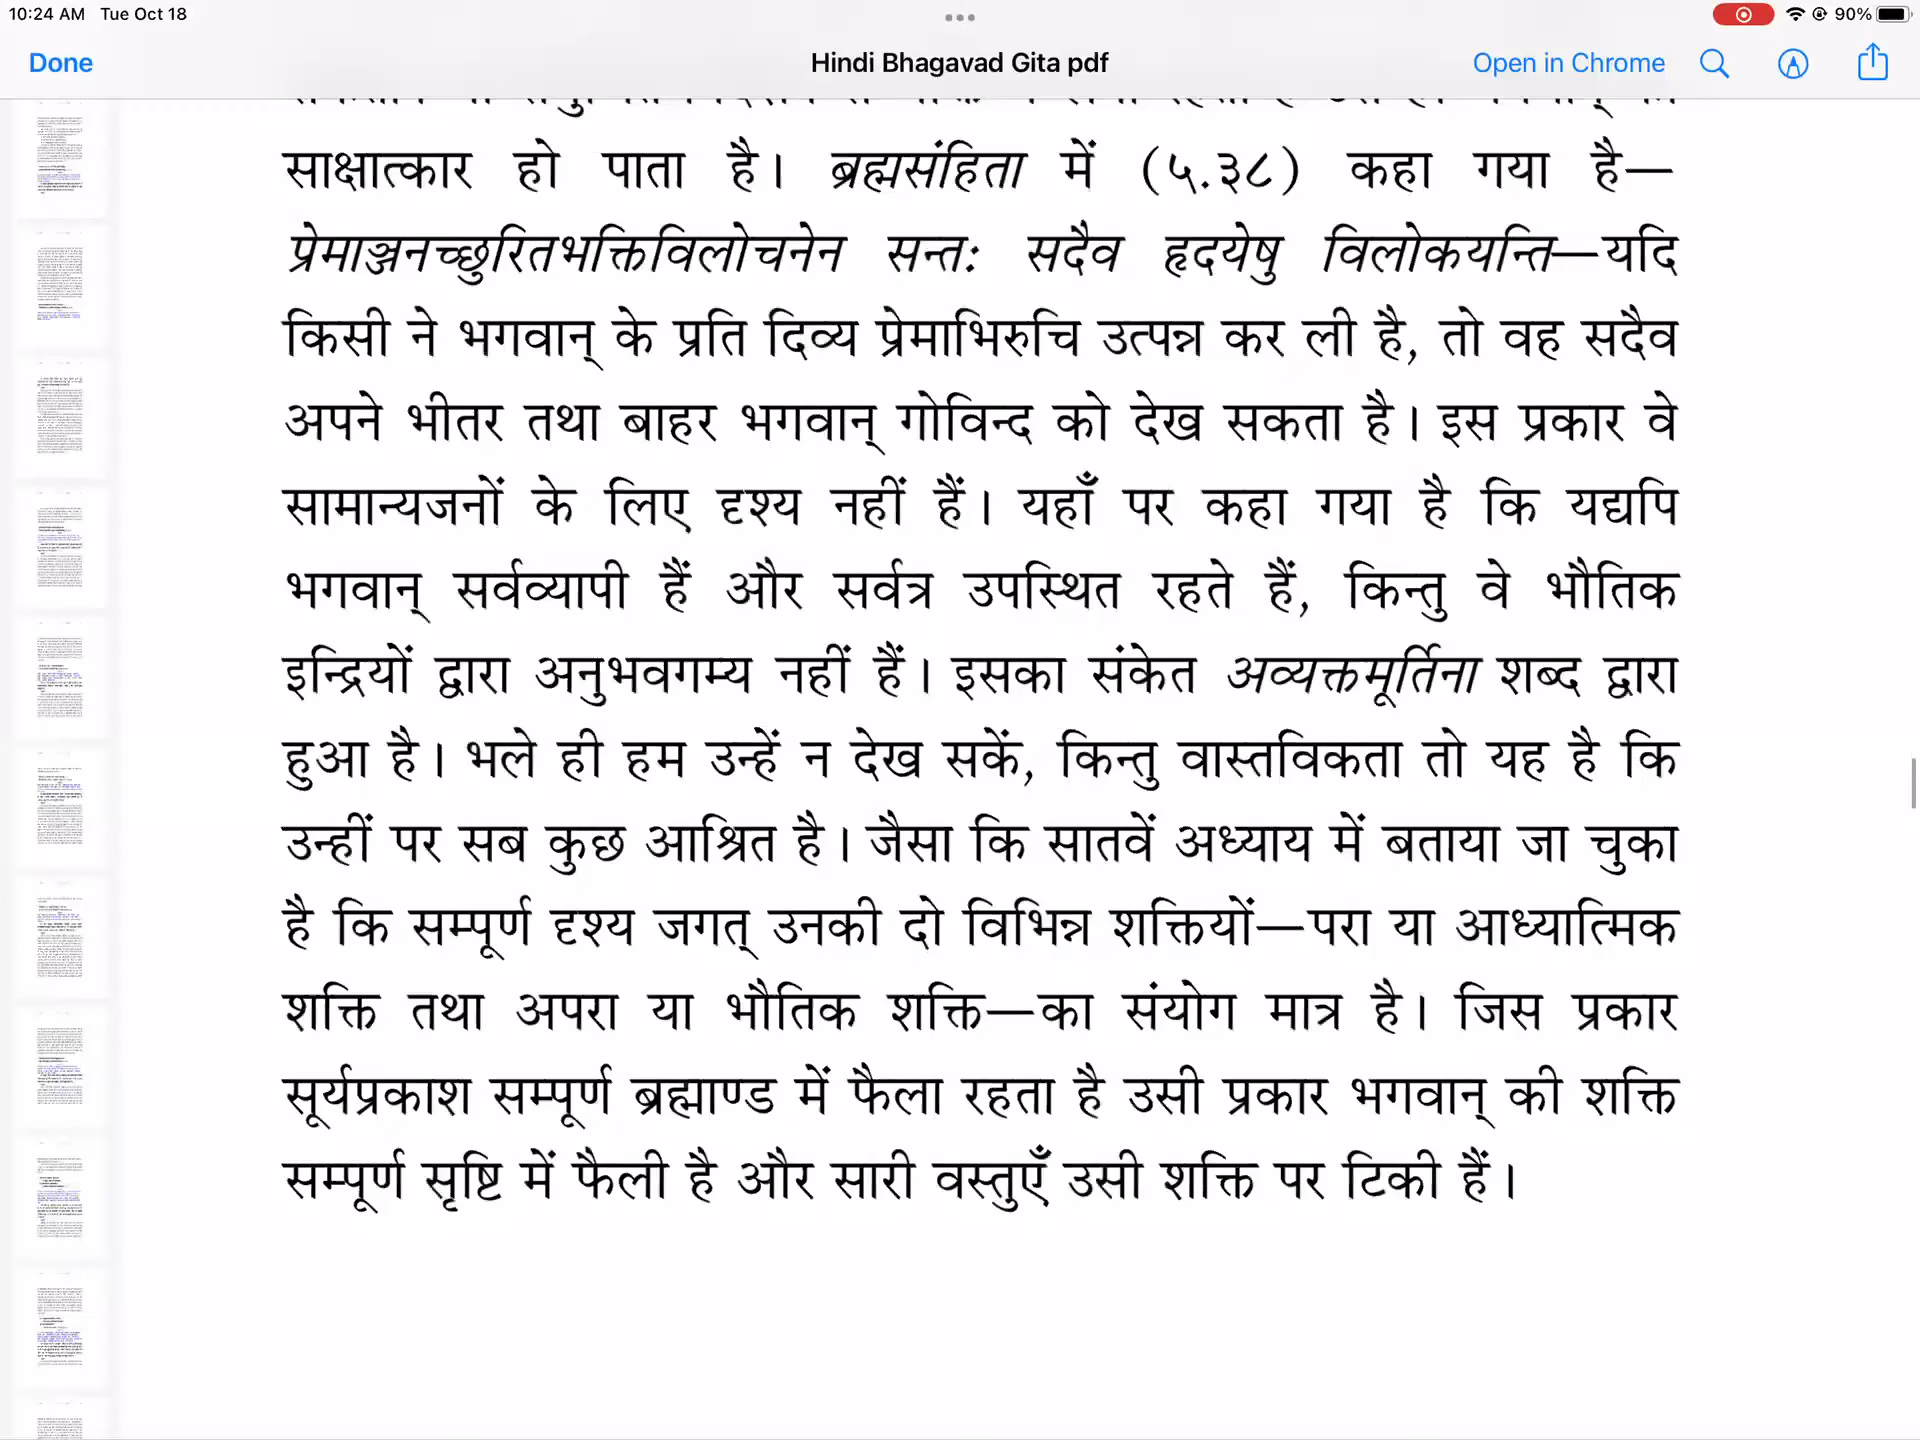 10:24 AM Tue Oct 18
90%
Done
Hindi Bhagavad Gita pdf
Open in Chrome
साक्षात्कार हो पाता है। ब्रह्मसंहिता में (५.३८) कहा गया है—
प्रेमाञ्जनच्छुरितभक्तिविलोचनेन सन्तः सदैव हृदयेषु विलोकयन्ति—यदि
किसी ने भगवान् के प्रति दिव्य प्रेमाभिरुचि उत्पन्न कर ली है, तो वह सदैव
अपने भीतर तथा बाहर भगवान् गोविन्द को देख सकता है। इस प्रकार वे
सामान्यजनों के लिए दृश्य नहीं हैं। यहाँ पर कहा गया है कि यद्यपि
भगवान् सर्वव्यापी हैं और सर्वत्र उपस्थित रहते हैं, किन्तु वे भौतिक
इन्द्रियों द्वारा अनुभवगम्य नहीं हैं। इसका संकेत अव्यक्तमूर्तिना शब्द द्वारा
हुआ है। भले ही हम उन्हें न देख सकें, किन्तु वास्तविकता तो यह है कि
उन्हीं पर सब कुछ आश्रित है। जैसा कि सातवें अध्याय में बताया जा चुका
है कि सम्पूर्ण दृश्य जगत् उनकी दो विभिन्न शक्तियों—परा या आध्यात्मिक
शक्ति तथा अपरा या भौतिक शक्ति—का संयोग मात्र है। जिस प्रकार
सूर्यप्रकाश सम्पूर्ण ब्रह्माण्ड में फैला रहता है उसी प्रकार भगवान् की शक्ति
सम्पूर्ण सृष्टि में फैली है और सारी वस्तुएँ उसी शक्ति पर टिकी हैं।